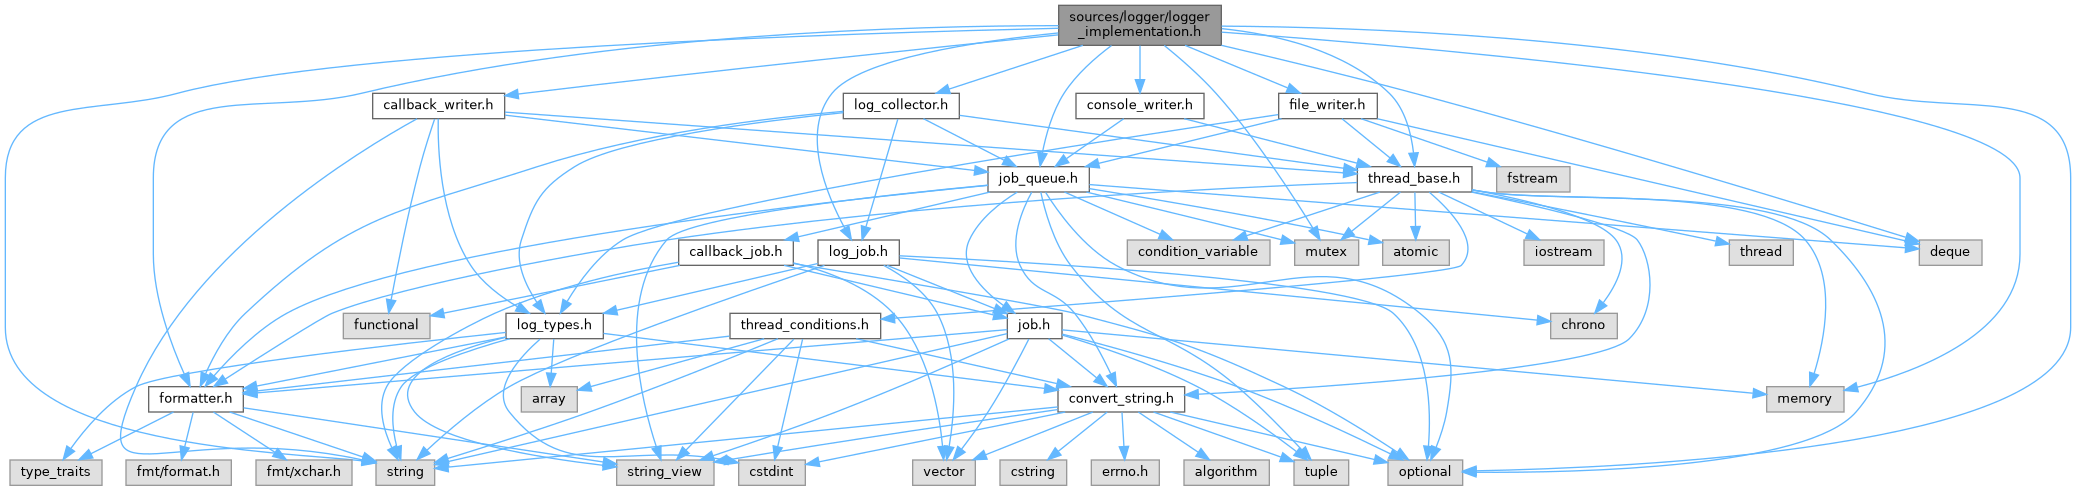 sources/logger/logger
_implementation.h
callback_writer.h
log_collector.h
console_writer.h
file_writer.h
job_queue.h
thread_base.h
fstream
callback_job.h
log_job.h
condition_variable
mutex
atomic
iostream
thread
deque
functional
log_types.h
thread_conditions.h
job.h
chrono
formatter.h
array
convert_string.h
memory
type_traits
fmt/format.h
fmt/xchar.h
string
string_view
cstdint
vector
cstring
errno.h
algorithm
tuple
optional